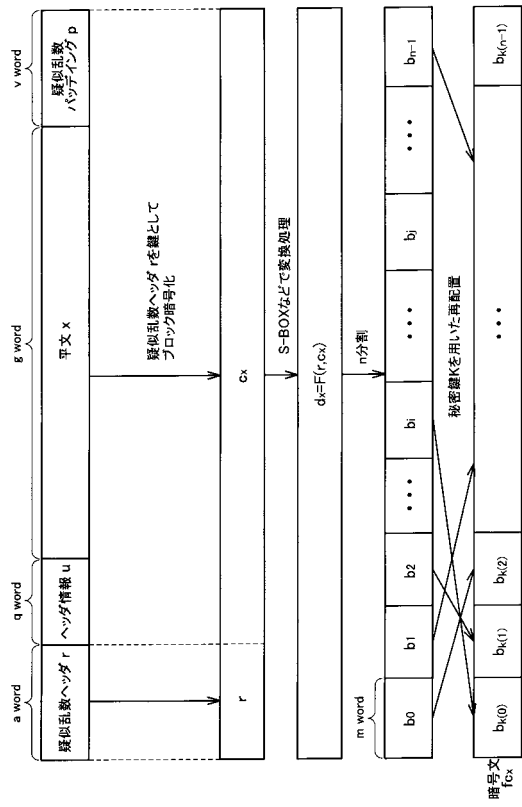 a word
q word
g word
v word
疑似乱数ヘッダ r
ヘッダ情報 u
平文 x
疑似乱数
パッディング p
疑似乱数ヘッダ rを鍵として
ブロック暗号化
r
cx
S-BOXなどで変換処理
dx=F(r,cx)
n分割
m word
b0
b1
b2
• • •
bi
• • •
bj
• • •
bn-1
秘密鍵Kを用いた再配置
暗号文
fcx
bk(0)
bk(1)
bk(2)
• • •
bk(n-1)